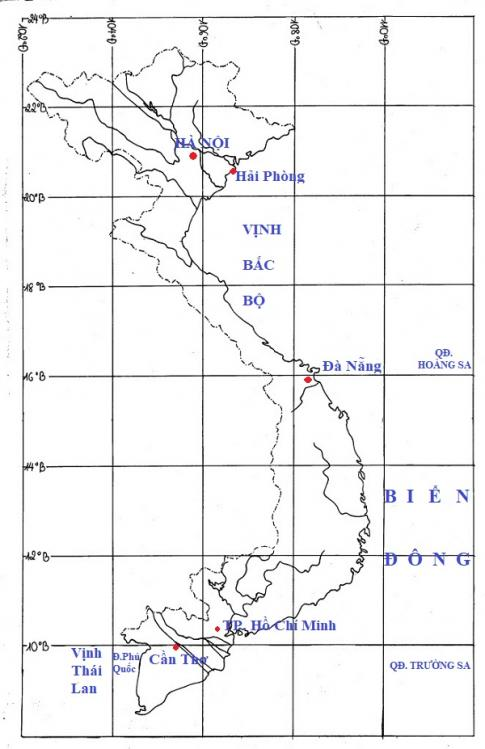 102°Đ 104°Đ 106°Đ 108°Đ 110°Đ
24°B
22°B
HÀ NỘI
Hải Phòng
20°B
VỊNH
BẮC
BỘ
18°B
QĐ.
HOÀNG SA
Đà Nẵng
16°B
14°B
BIỂN
12°B
ĐÔNG
TP. Hồ Chí Minh
10°B
Vịnh
Thái
Lan
Đ.Phú
Quốc
Cần Thơ
QĐ. TRƯỜNG SA